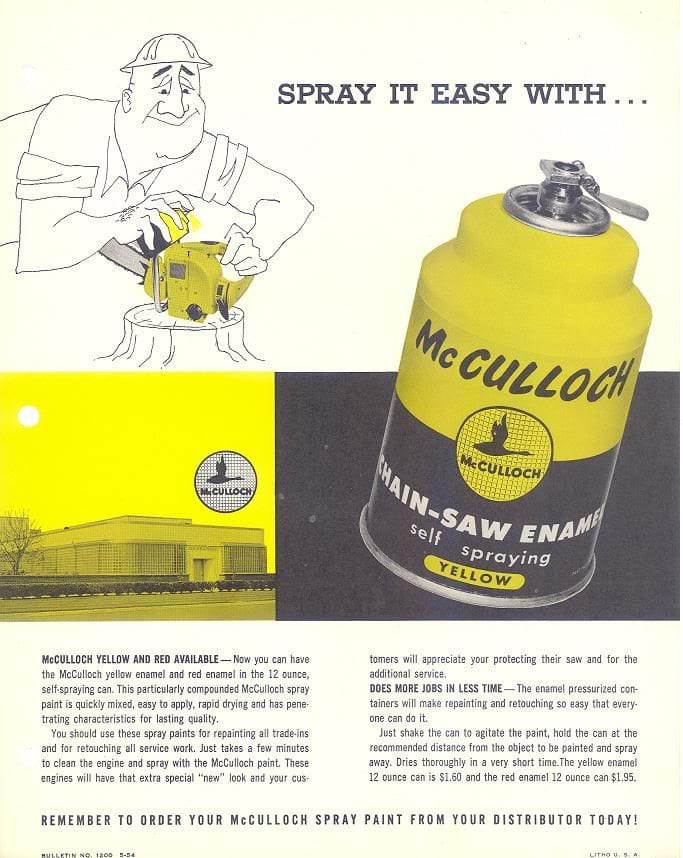 SPRAY IT EASY WITH...
McCULLOCH
McCULLOCH
CHAIN-SAW ENAME
self spraying
YELLOW
McCULLOCH
McCULLOCH YELLOW AND RED AVAILABLE — Now you can have
the McCulloch yellow enamel and red enamel in the 12 ounce,
self-spraying can. This particularly compounded McCulloch spray
paint is quickly mixed, easy to apply, rapid drying and has pene-
trating characteristics for lasting quality.
You should use these spray paints for repainting all trade-ins
and for retouching all service work. Just takes a few minutes
to clean the engine and spray with the McCulloch paint. These
engines will have that extra special "new" look and your cus-
tomers will appreciate your protecting their saw and for the
additional service.
DOES MORE JOBS IN LESS TIME — The enamel pressurized con-
tainers will make repainting and retouching so easy that every-
one can do it.
Just shake the can to agitate the paint, hold the can at the
recommended distance from the object to be painted and spray
away. Dries thoroughly in a very short time.The yellow enamel
12 ounce can is $1.60 and the red enamel 12 ounce can $1.95.
REMEMBER TO ORDER YOUR McCULLOCH SPRAY PAINT FROM YOUR DISTRIBUTOR TODAY!
BULLETIN NO. 1200 5-54
LITHO U. S. A.